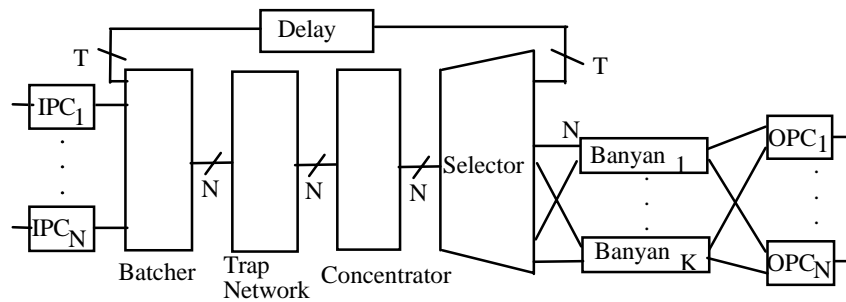 Delay
T
T
IPC1
IPCN
N
N
N
Selector
N
Banyan 1
Banyan K
OPC1
OPCN
Batcher
Trap
Network
Concentrator